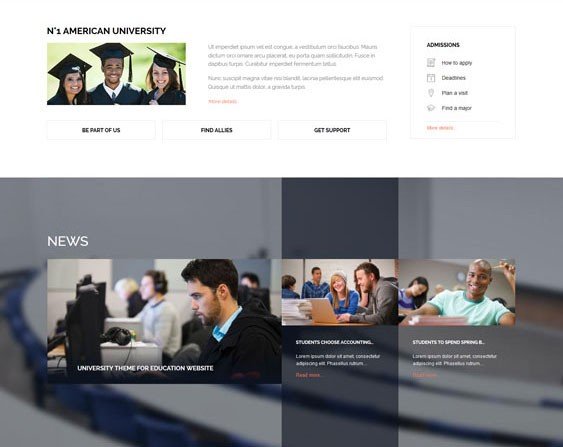 N°1 AMERICAN UNIVERSITY
Ut imperdiet ipsum vel est congue, a vestibulum orci faucibus. Mauris
dictum orci ornare arcu placerat, et porta quam sollicitudin. Fusce in
dapibus turpis. Curabitur imperdiet fermentum tellus.
Nunc suscipit magna vitae nisi blandit, lacinia pellentesque elit euismod.
Quisque ut mattis dolor, a gravida turpis.
More details
BE PART OF US
FIND ALLIES
GET SUPPORT
ADMISSIONS
How to apply
Deadlines
Plan a visit
Find a major
More details
NEWS
UNIVERSITY THEME FOR EDUCATION WEBSITE
STUDENTS CHOOSE ACCOUNTING...
Lorem ipsum dolor sit amet, consectetur
adipiscing elit. Phasellus rutrum...
Read more
STUDENTS TO SPEND SPRING B...
Lorem ipsum dolor sit amet, consectetur
adipiscing elit. Phasellus rutrum...
Read more